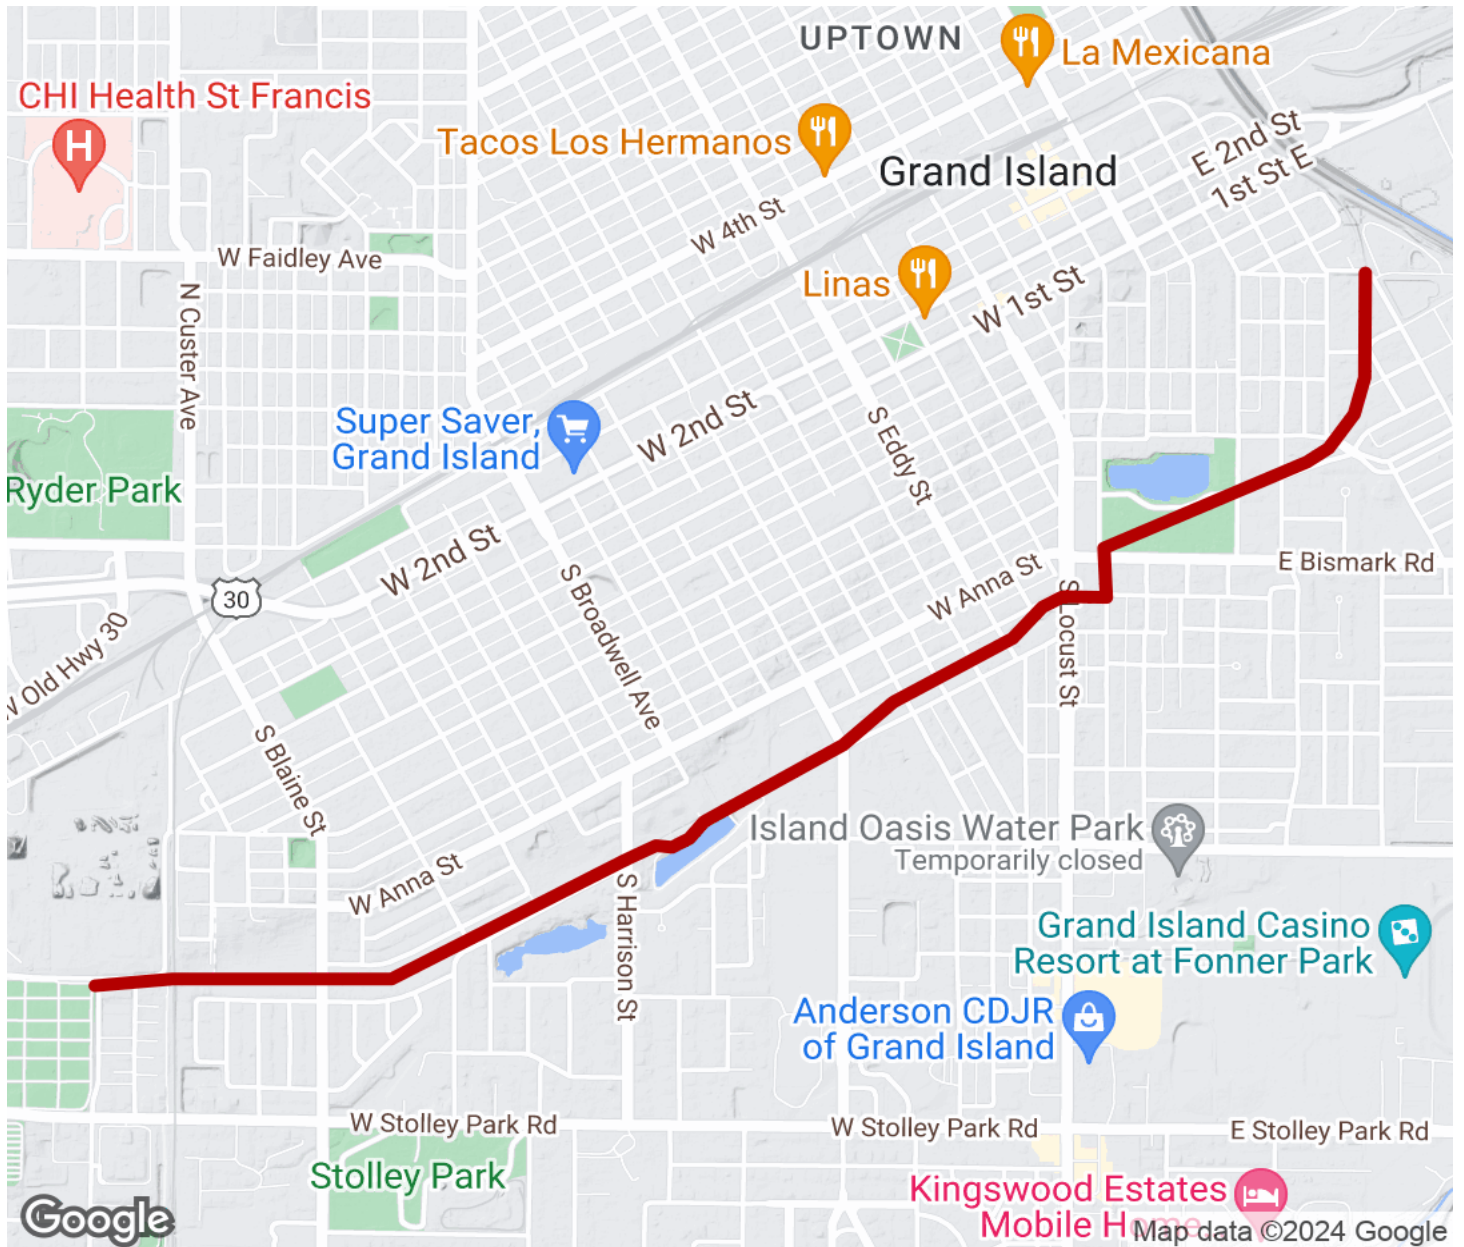 UPTOWN
La Mexicana
CHI Health St Francis
H
Tacos Los Hermanos
E 2nd St
Grand Island
1st St E
W 4th St
W Faidley Ave
Linas
W 1st St
N Custer Ave
Super Saver,
Grand Island
W 2nd St
S Eddy St
Ryder Park
W 2nd St
E Bismark Rd
S Broadwell Ave
W Anna St
30
S Locust St
W Old Hwy 30
S Blaine St
Island Oasis Water Park
Temporarily closed
W Anna St
S Harrison St
Grand Island Casino
Resort at Fonner Park
Anderson CDJR
of Grand Island
W Stolley Park Rd
W Stolley Park Rd
E Stolley Park Rd
Stolley Park
Kingswood Estates
Mobile Home...
Google
Map data ©2024 Google